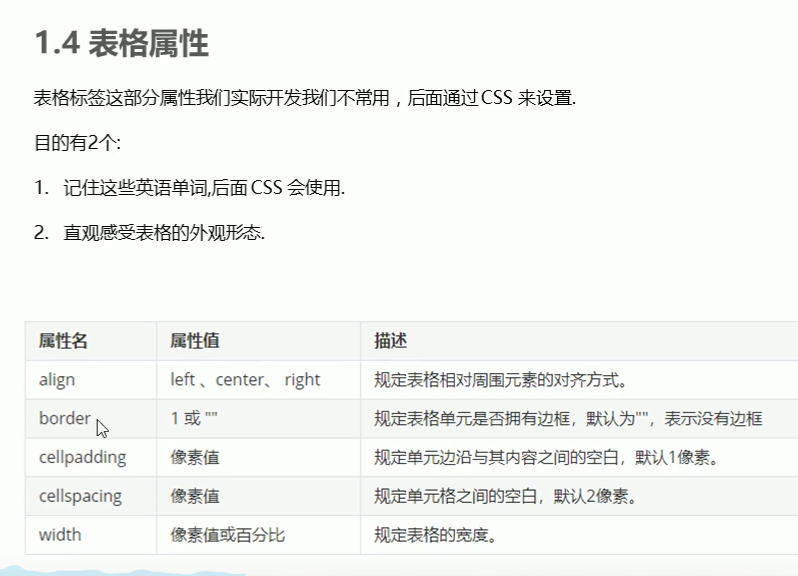 1.4 表格属性
表格标签这部分属性我们实际开发我们不常用，后面通过 CSS 来设置.
目的有2个:
1. 记住这些英语单词,后面 CSS 会使用.
2. 直观感受表格的外观形态.
属性名 属性值 描述
align left 、center、 right 规定表格相对周围元素的对齐方式。
border 1 或 "" 规定表格单元是否拥有边框，默认为""，表示没有边框
cellpadding 像素值 规定单元边沿与其内容之间的空白，默认1像素。
cellspacing 像素值 规定单元格之间的空白，默认2像素。
width 像素值或百分比 规定表格的宽度。